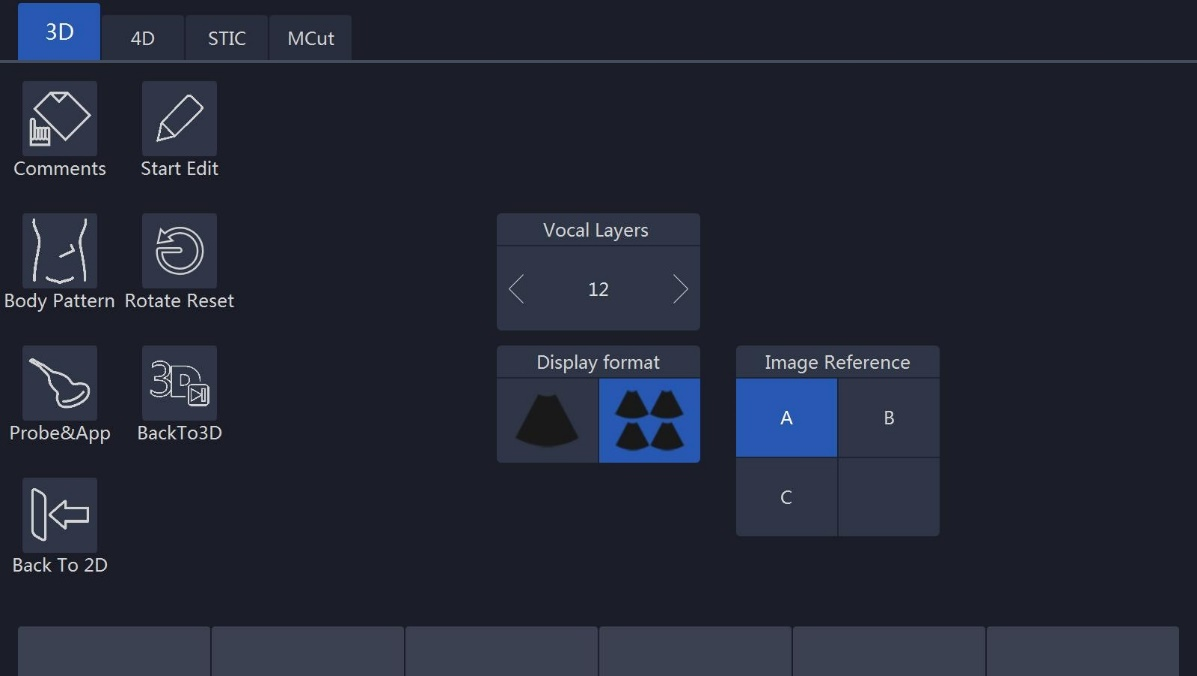 3D
4D
STIC
MCut
Comments
Start Edit
Vocal Layers
Body Pattern
Rotate Reset
12
Display format
Image Reference
3D
A
B
Probe&App
BackTo3D
C
Back To 2D